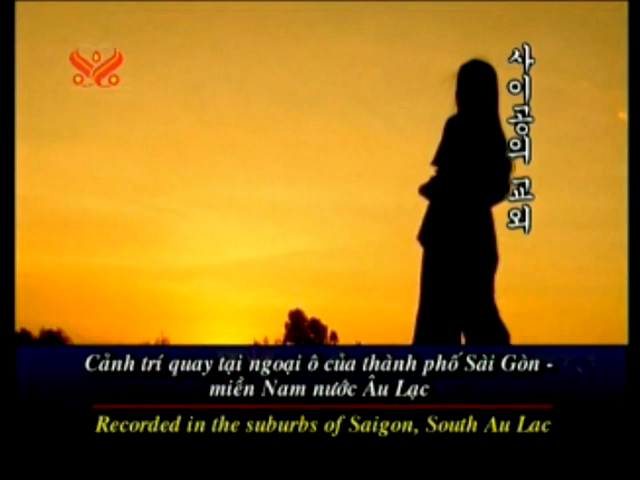 사이공의 교외
Cảnh trí quay tại ngoại ô của thành phố Sài Gòn -
miền Nam nước Âu Lạc
Recorded in the suburbs of Saigon, South Au Lac